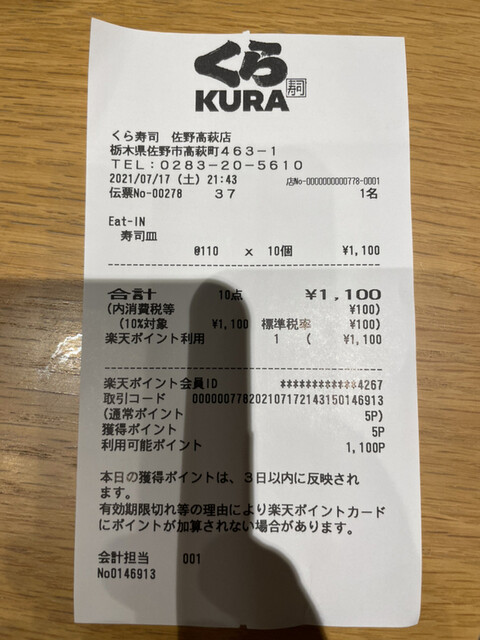 くら
KURA
寿司
くら寿司 佐野高萩店
栃木県佐野市高萩町463-1
TEL:0283-20-5610
2021/07/17 (土) 21:43 店No-0000000000778-0001
伝票No-00278 37 1名
Eat-IN
寿司皿
@110 x 10個 ¥1,100
合計 10点 ¥1,100
(内消費税等 ¥100)
(10%対象 ¥1,100 標準税率 ¥100)
楽天ポイント利用 1 ( ¥1,100
楽天ポイント会員ID ************4267
取引コード 000000778202107172143150146913
(通常ポイント 5P)
獲得ポイント 5P
利用可能ポイント 1,100P
本日の獲得ポイントは、3日以内に反映され
ます。
有効期限切れ等の理由により楽天ポイントカード
にポイントが加算されない場合があります。
会計担当 001
No0146913